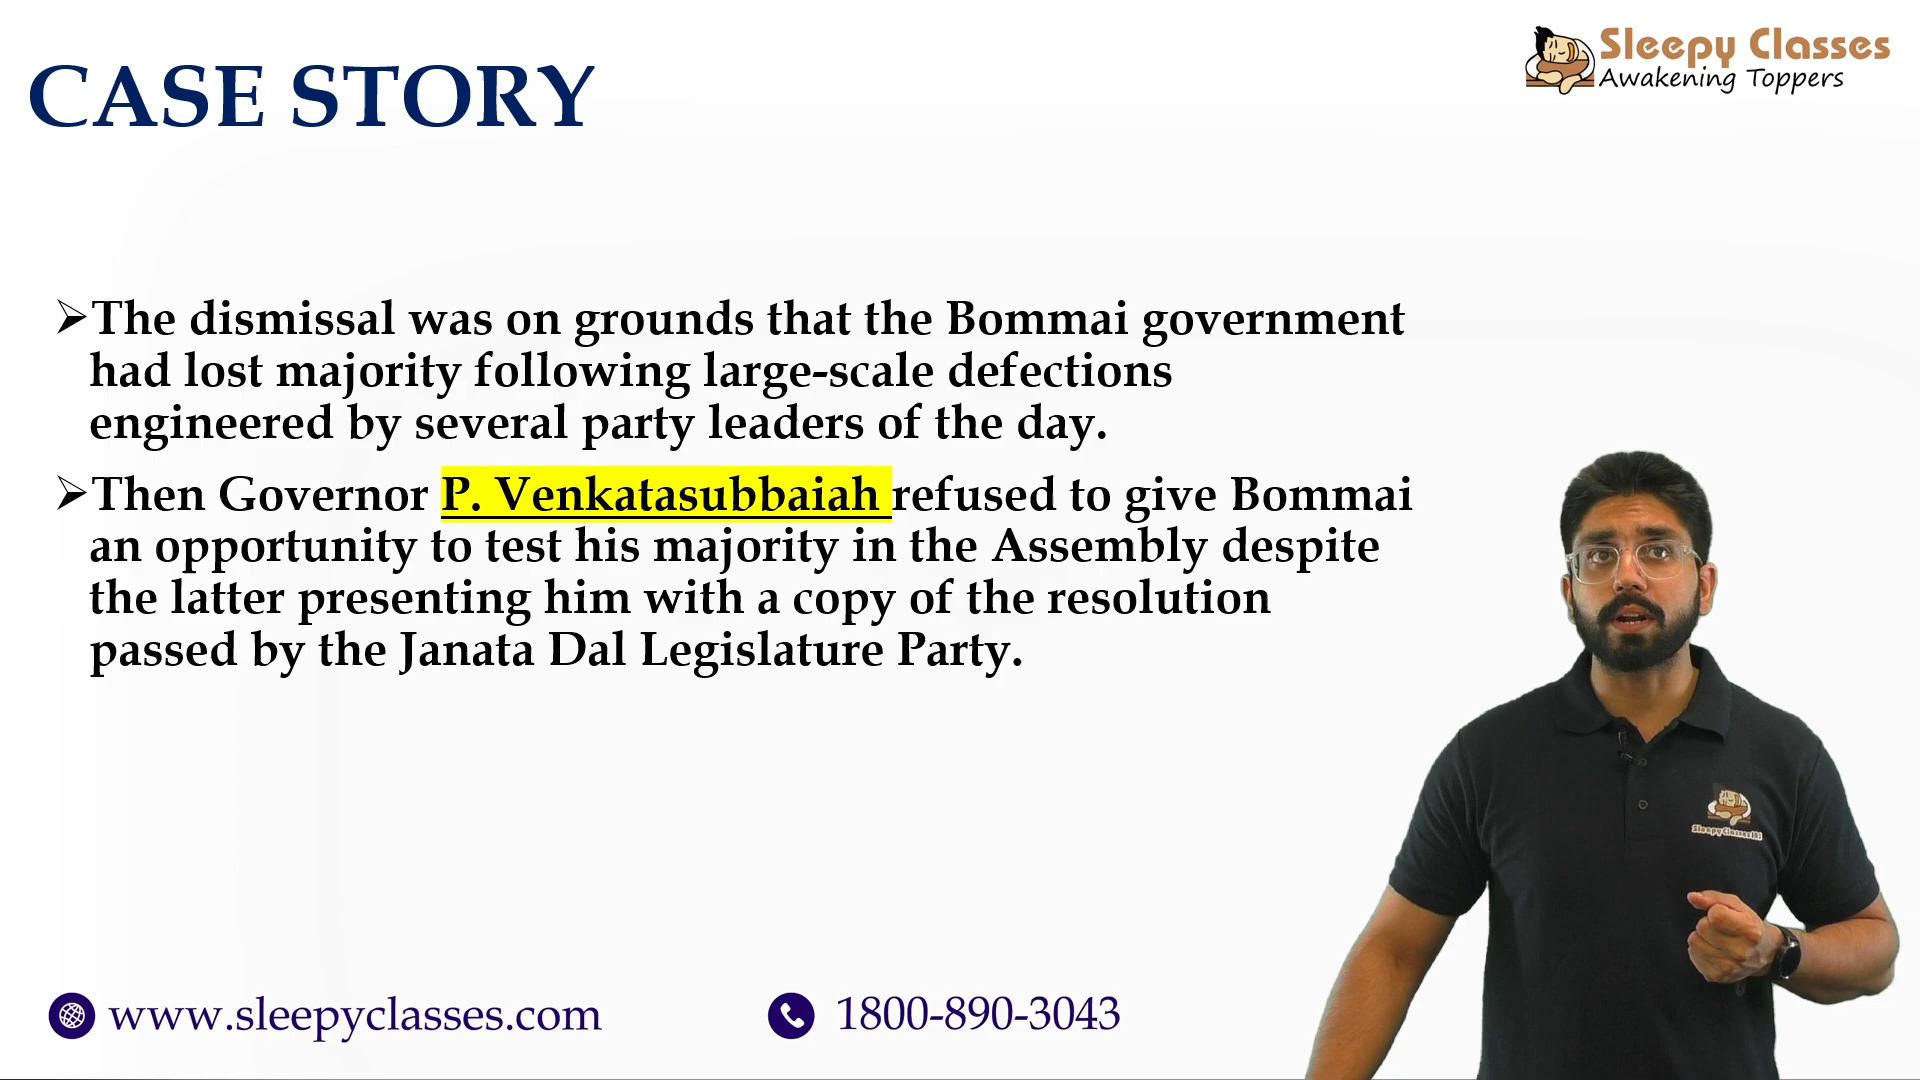 Sleepy Classes
Awakening Toppers
CASE STORY
➢The dismissal was on grounds that the Bommai government
had lost majority following large-scale defections
engineered by several party leaders of the day.
➢Then Governor P. Venkatasubbaiah refused to give Bommai
an opportunity to test his majority in the Assembly despite
the latter presenting him with a copy of the resolution
passed by the Janata Dal Legislature Party.
www.sleepyclasses.com
1800-890-3043